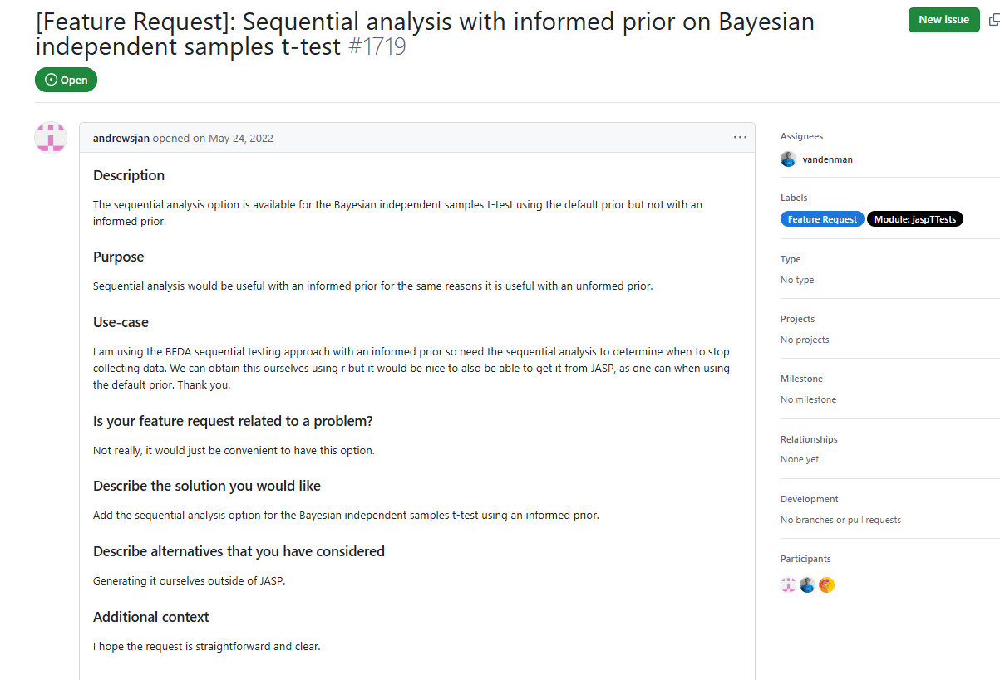 [Feature Request]: Sequential analysis with informed prior on Bayesian
independent samples t-test #1719
New issue
Open
andrewsjan opened on May 24, 2022
Description
The sequential analysis option is available for the Bayesian independent samples t-test using the default prior but not with an
informed prior.
Purpose
Sequential analysis would be useful with an informed prior for the same reasons it is useful with an unformed prior.
Use-case
I am using the BFDA sequential testing approach with an informed prior so need the sequential analysis to determine when to stop
collecting data. We can obtain this ourselves using r but it would be nice to also be able to get it from JASP, as one can when using
the default prior. Thank you.
Is your feature request related to a problem?
Not really, it would just be convenient to have this option.
Describe the solution you would like
Add the sequential analysis option for the Bayesian independent samples t-test using an informed prior.
Describe alternatives that you have considered
Generating it ourselves outside of JASP.
Additional context
I hope the request is straightforward and clear.
Assignees
vandenman
Labels
Feature Request Module: jaspTTests
Type
No type
Projects
No projects
Milestone
No milestone
Relationships
None yet
Development
No branches or pull requests
Participants